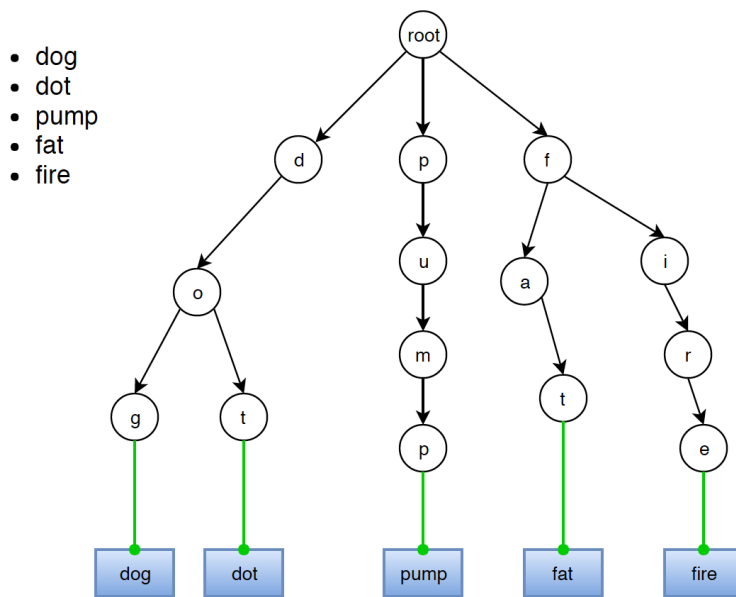 root
• dog
• dot
• pump
• fat
• fire
d
p
f
u
a
i
o
m
r
t
g
t
p
e
dog
dot
pump
fat
fire